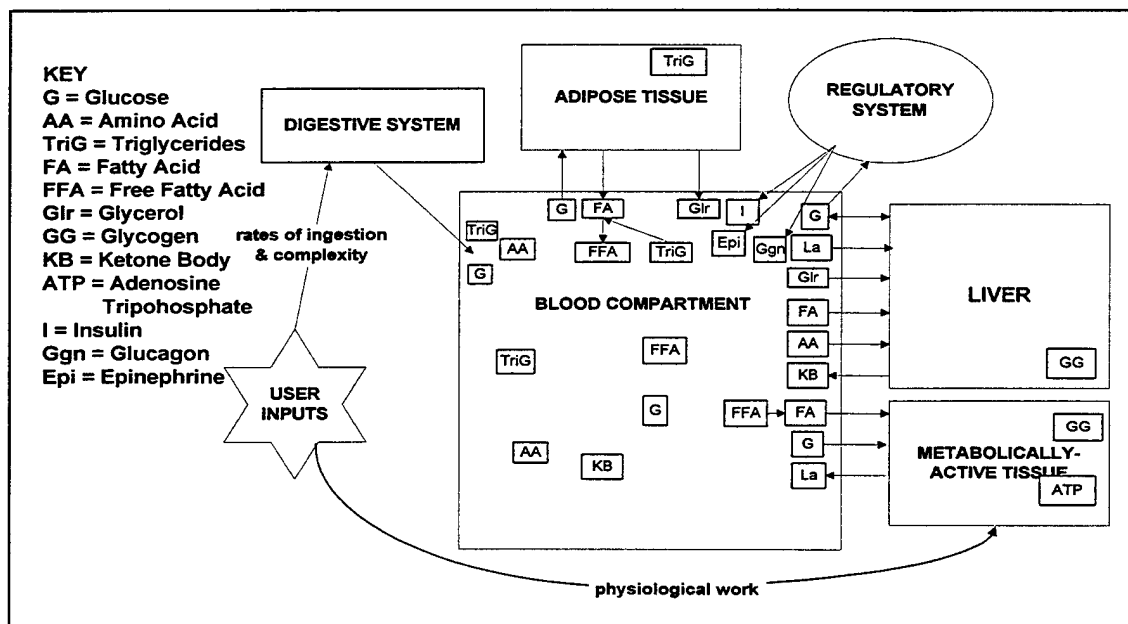 KEY
G = Glucose
AA = Amino Acid
TriG = Triglycerides
FA = Fatty Acid
FFA = Free Fatty Acid
Glr = Glycerol
GG = Glycogen
KB = Ketone Body
ATP = Adenosine
Tripohosphate
I = Insulin
Ggn = Glucagon
Epi = Epinephrine
DIGESTIVE SYSTEM
TriG
ADIPOSE TISSUE
REGULATORY
SYSTEM
rates of ingestion
& complexity
USER
INPUTS
G
FA
Glr
I
G
TriG
AA
FFA
TriG
Epi
Ggn
La
G
Glr
BLOOD COMPARTMENT
FA
TriG
FFA
AA
KB
G
FFA
FA
G
AA
KB
La
LIVER
GG
GG
METABOLICALLY-
ACTIVE TISSUE
ATP
physiological work